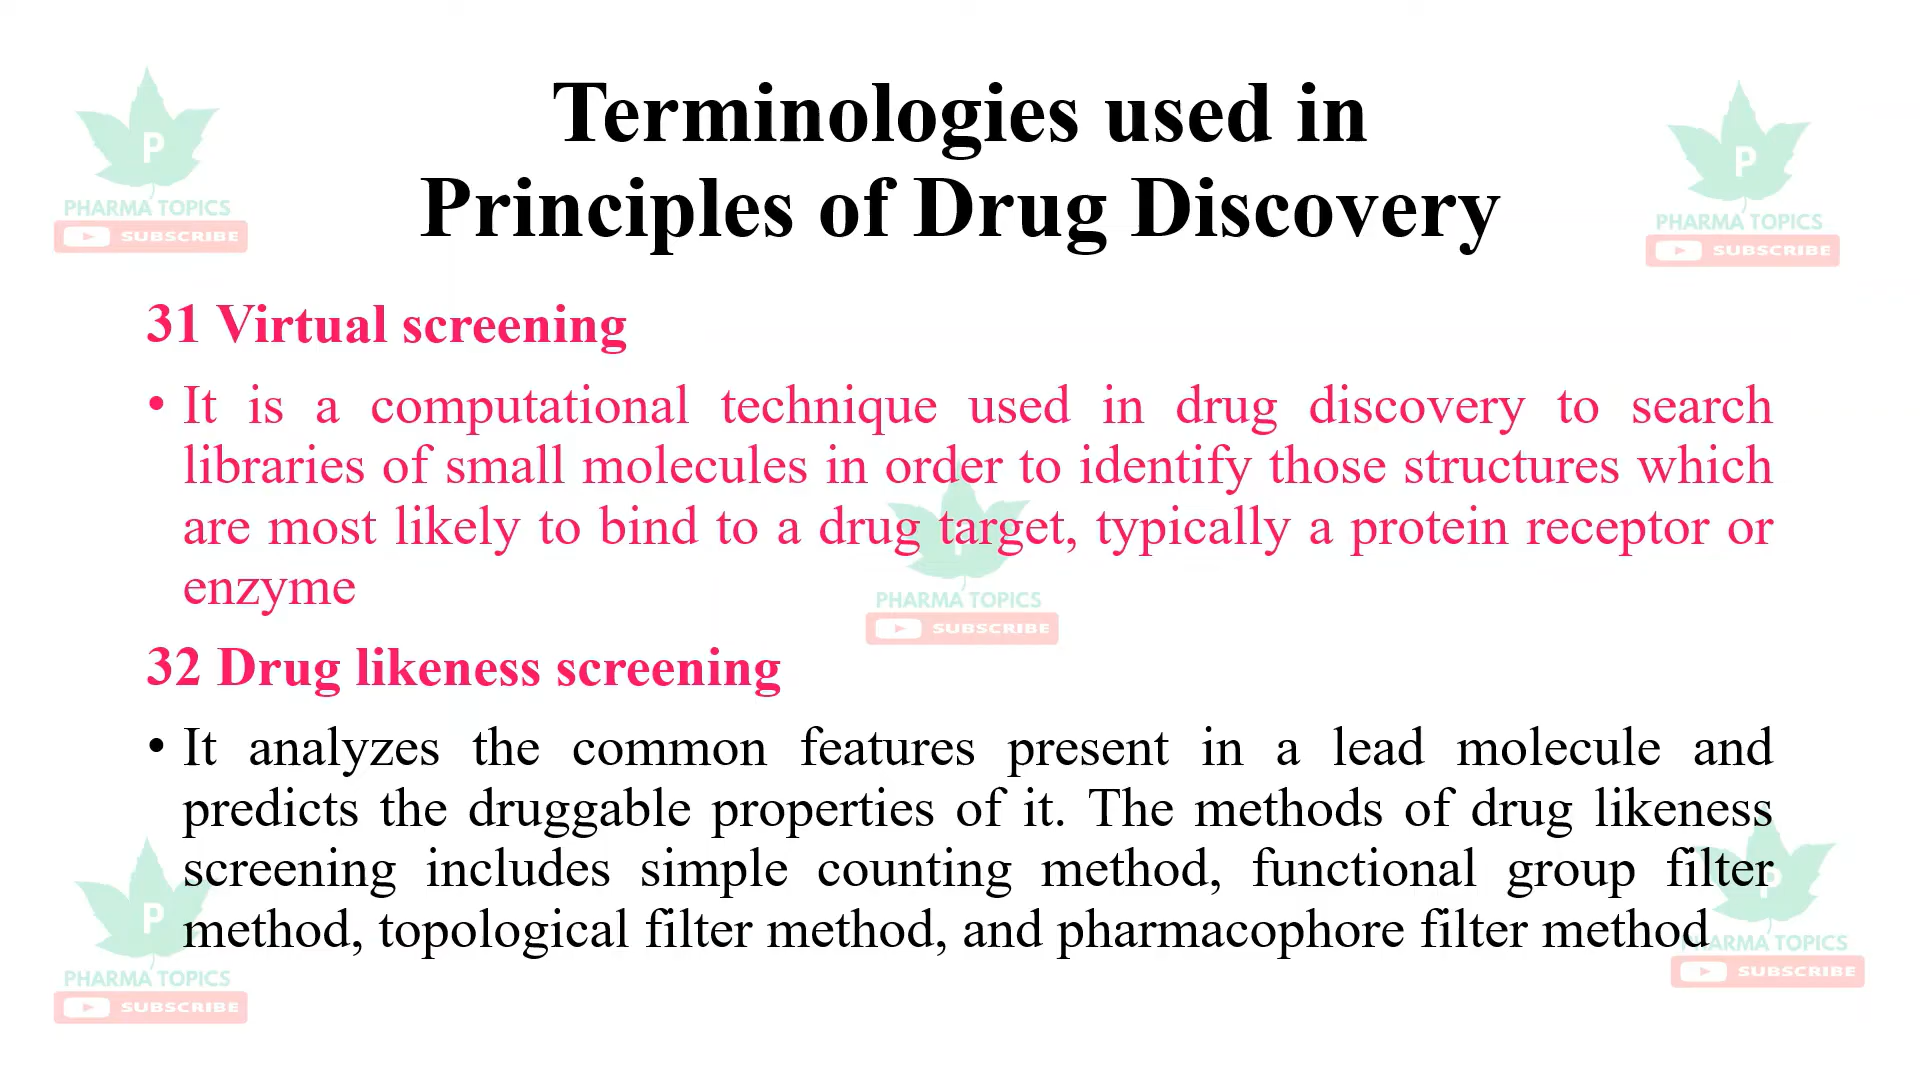 Terminologies used in
Principles of Drug Discovery
P
PHARMA TOPICS
SUBSCRIBE
P
PHARMA TOPICS
SUBSCRIBE
31 Virtual screening
• It is a computational technique used in drug discovery to search
libraries of small molecules in order to identify those structures which
are most likely to bind to a drug target, typically a protein receptor or
enzyme
PHARMA TOPICS
SUBSCRIBE
32 Drug likeness screening
• It analyzes the common features present in a lead molecule and
predicts the druggable properties of it. The methods of drug likeness
screening includes simple counting method, functional group filter
method, topological filter method, and pharmacophore filter method
P
PHARMA TOPICS
SUBSCRIBE
P
PHARMA TOPICS
SUBSCRIBE